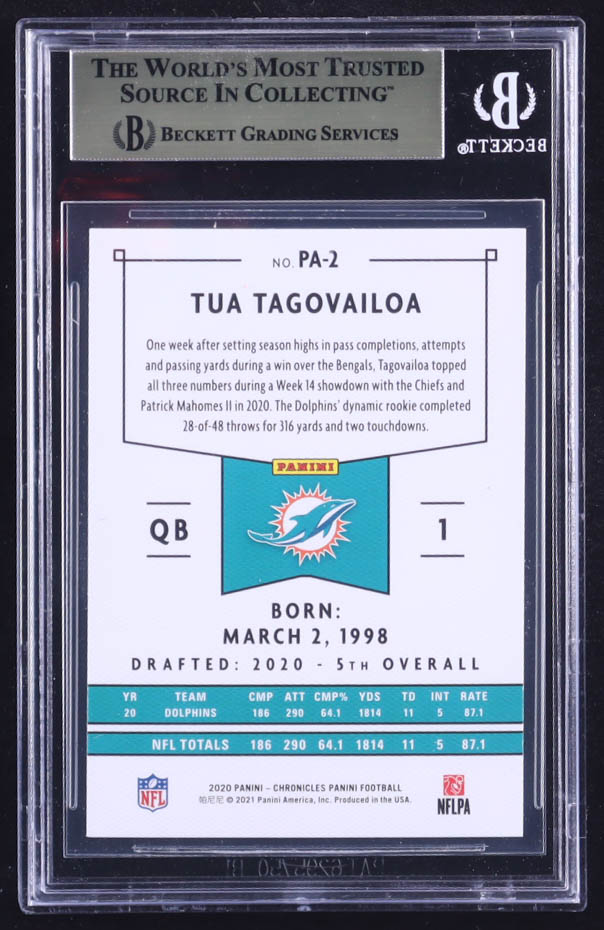 THE WORLD'S MOST TRUSTED
SOURCE IN COLLECTING™
B BECKETT GRADING SERVICES
B
BECKETT®
NO. PA-2
TUA TAGOVAILOA
One week after setting season highs in pass completions, attempts
and passing yards during a win over the Bengals, Tagovailoa topped
all three numbers during a Week 14 showdown with the Chiefs and
Patrick Mahomes II in 2020. The Dolphins' dynamic rookie completed
28-of-48 throws for 316 yards and two touchdowns.
PANINI
QB
1
BORN:
MARCH 2, 1998
DRAFTED: 2020 - 5TH OVERALL
YR TEAM CMP ATT CMP% YDS TD INT RATE
20 DOLPHINS 186 290 64.1 1814 11 5 87.1
NFL TOTALS 186 290 64.1 1814 11 5 87.1
2020 PANINI – CHRONICLES PANINI FOOTBALL
帕尼尼 © 2021 Panini America, Inc. Produced in the USA.
NFL
NFLPA